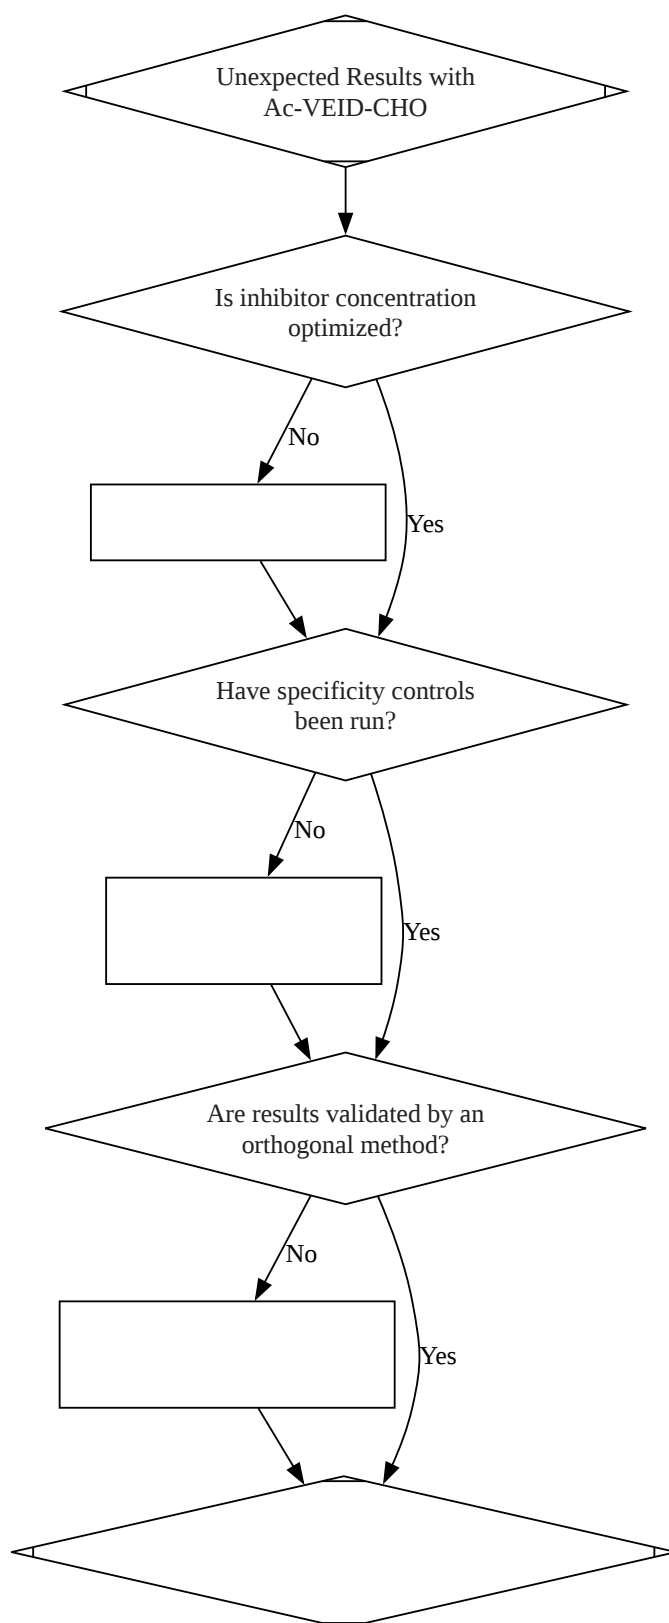 Unexpected Results with
Ac-VEID-CHO
Is inhibitor concentration
optimized?
No
Yes
Have specificity controls
been run?
No
Yes
Are results validated by an
orthogonal method?
No
Yes